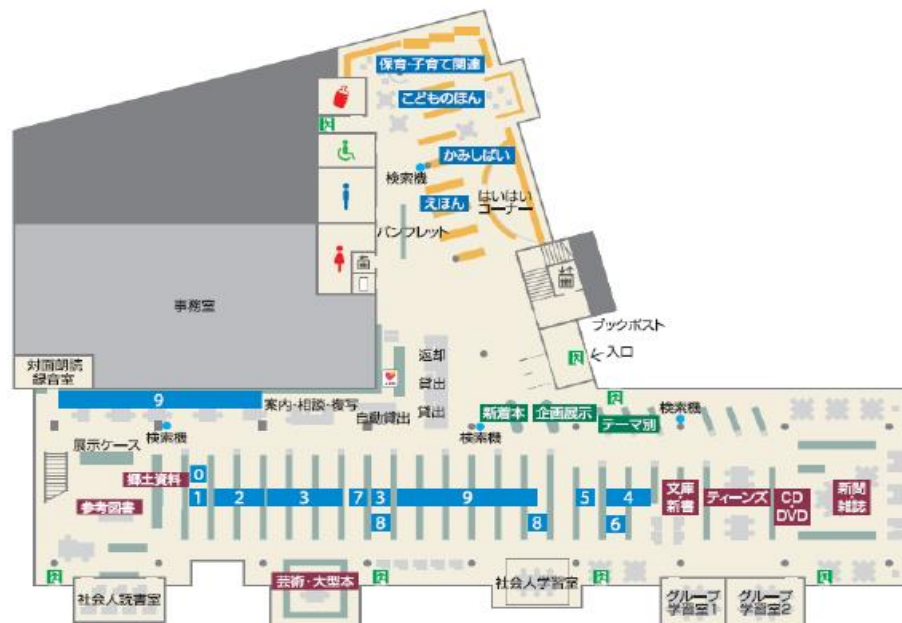 保育・子育て関連
こどものほん
かみしばい
検索機
えほん
はいはい
コーナー
パンフレット
事務室
ブックポスト
入口
対面朗読
録音室
返却
貸出
貸出
9
案内・相談・複写
自動貸出
新着本
企画展示
テーマ別
検索機
展示ケース
検索機
検索機
郷土資料
0
参考図書
1
2
3
7
3
9
5
4
8
8
6
文庫
新書
ティーンズ
CD
DVD
新聞
雑誌
芸術・大型本
社会人読書室
社会人学習室
グループ
学習室1
グループ
学習室2